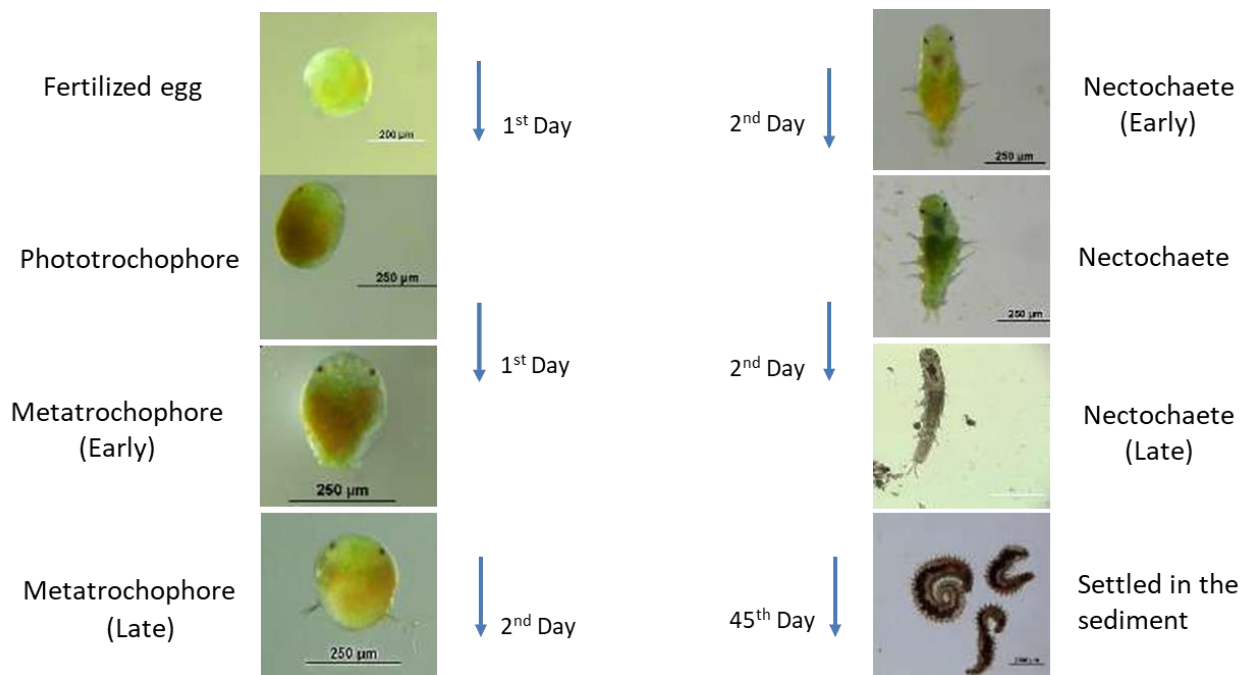 Fertilized egg
200 µm
1st Day
Phototrochophore
250 µm
1st Day
Metatrochophore
(Early)
250 µm
Metatrochophore
(Late)
250 µm
2nd Day
2nd Day
Nectochaete
(Early)
250 µm
Nectochaete
250 µm
2nd Day
Nectochaete
(Late)
45th Day
Settled in the
sediment